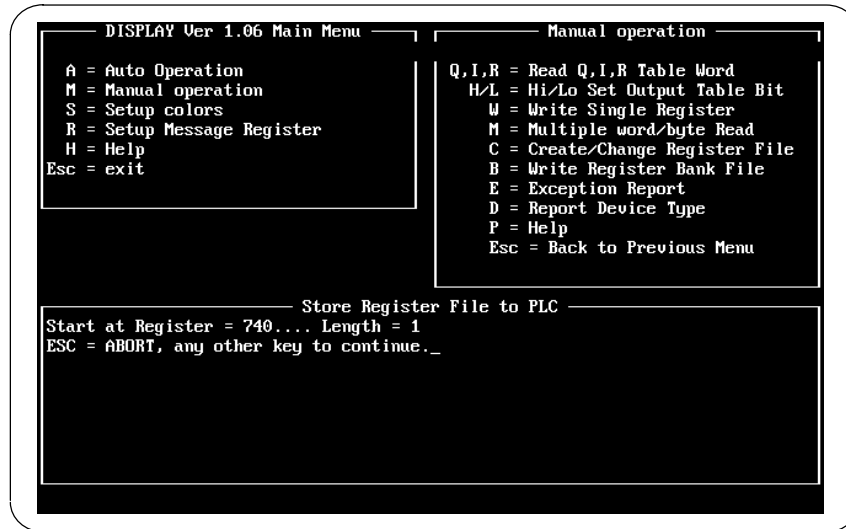 DISPLAY Ver 1.06 Main Menu
A = Auto Operation
M = Manual operation
S = Setup colors
R = Setup Message Register
H = Help
Esc = exit
Manual operation
Q,I,R = Read Q,I,R Table Word
H/L = Hi/Lo Set Output Table Bit
W = Write Single Register
M = Multiple word/byte Read
C = Create/Change Register File
B = Write Register Bank File
E = Exception Report
D = Report Device Type
P = Help
Esc = Back to Previous Menu
Store Register File to PLC
Start at Register = 740.... Length = 1
ESC = ABORT, any other key to continue._